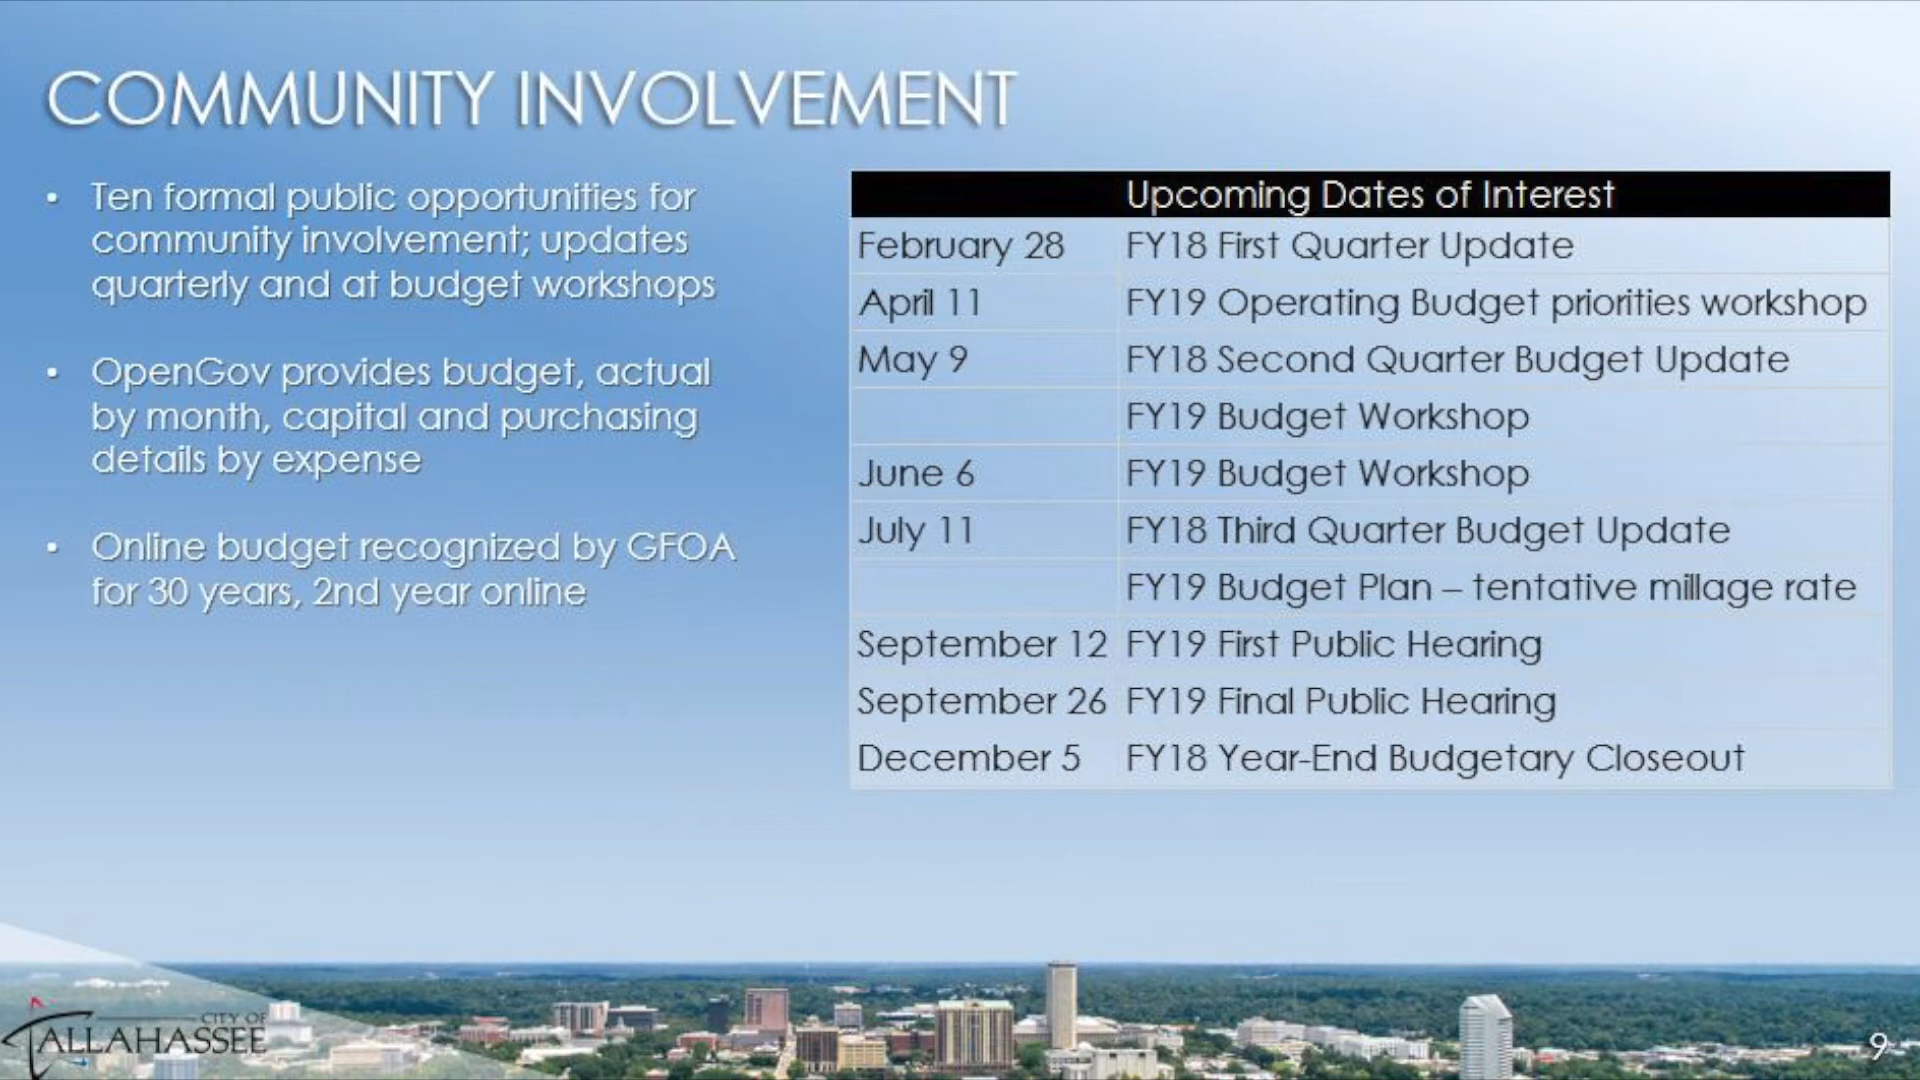 COMMUNITY INVOLVEMENT
• Ten formal public opportunities for
community involvement; updates
quarterly and at budget workshops
• OpenGov provides budget, actual
by month, capital and purchasing
details by expense
• Online budget recognized by GFOA
for 30 years, 2nd year online
Upcoming Dates of Interest
February 28 FY18 First Quarter Update
April 11 FY19 Operating Budget priorities workshop
May 9 FY18 Second Quarter Budget Update
FY19 Budget Workshop
June 6 FY19 Budget Workshop
July 11 FY18 Third Quarter Budget Update
FY19 Budget Plan – tentative millage rate
September 12 FY19 First Public Hearing
September 26 FY19 Final Public Hearing
December 5 FY18 Year-End Budgetary Closeout
CITY OF
TALLAHASSEE
9